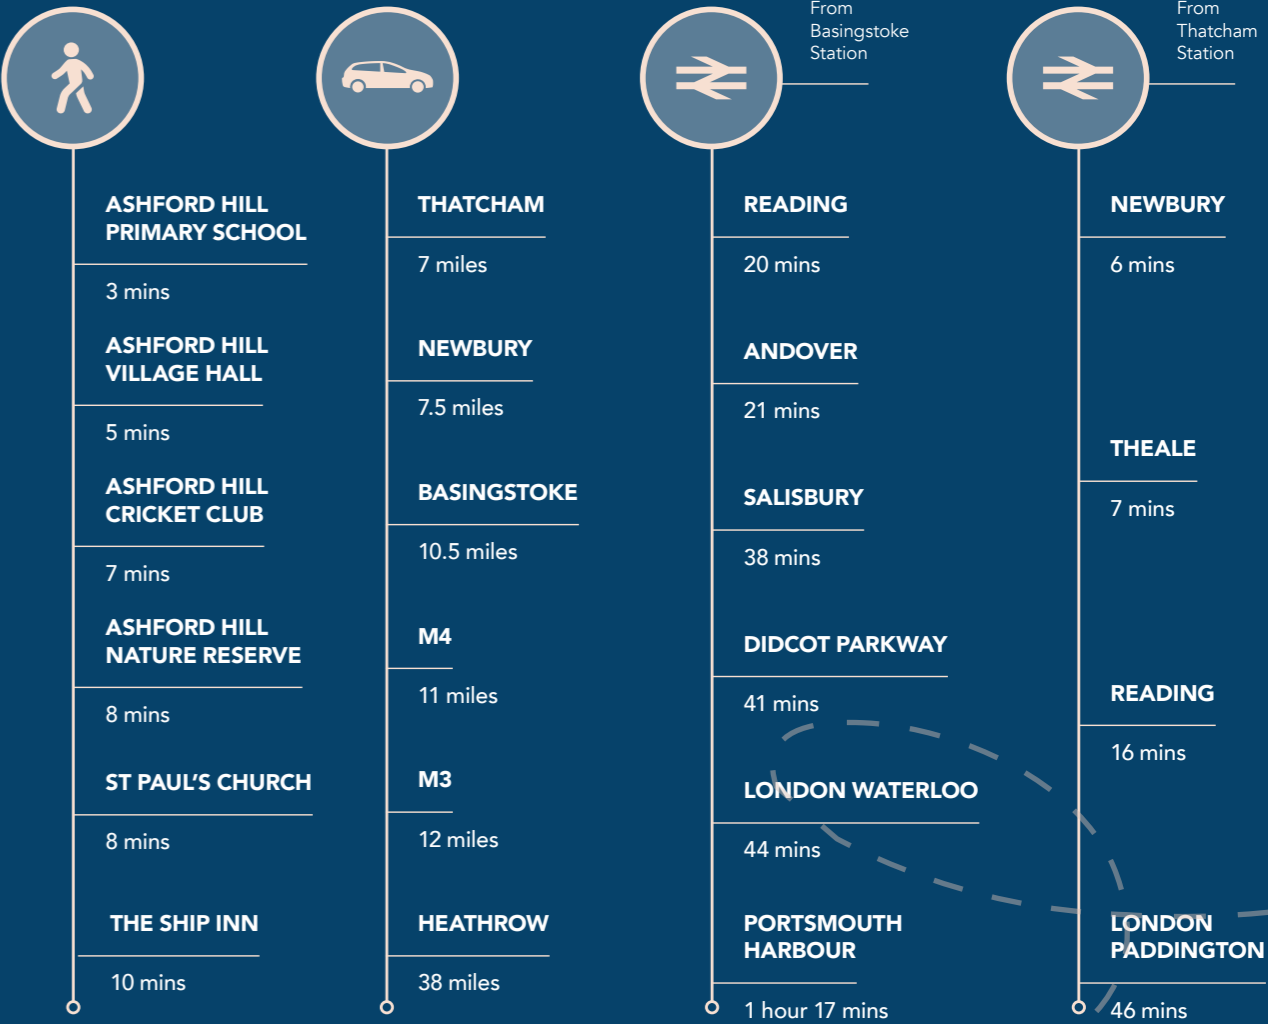 ASHFORD HILL
PRIMARY SCHOOL
3 mins
ASHFORD HILL
VILLAGE HALL
5 mins
ASHFORD HILL
CRICKET CLUB
7 mins
ASHFORD HILL
NATURE RESERVE
8 mins
ST PAUL’S CHURCH
8 mins
THE SHIP INN
10 mins
THATCHAM
7 miles
NEWBURY
7.5 miles
BASINGSTOKE
10.5 miles
M4
11 miles
M3
12 miles
HEATHROW
38 miles
From
Basingstoke
Station
READING
20 mins
ANDOVER
21 mins
SALISBURY
38 mins
DIDCOT PARKWAY
41 mins
LONDON WATERLOO
44 mins
PORTSMOUTH
HARBOUR
1 hour 17 mins
From
Thatcham
Station
NEWBURY
6 mins
THEALE
7 mins
READING
16 mins
LONDON
PADDINGTON
46 mins